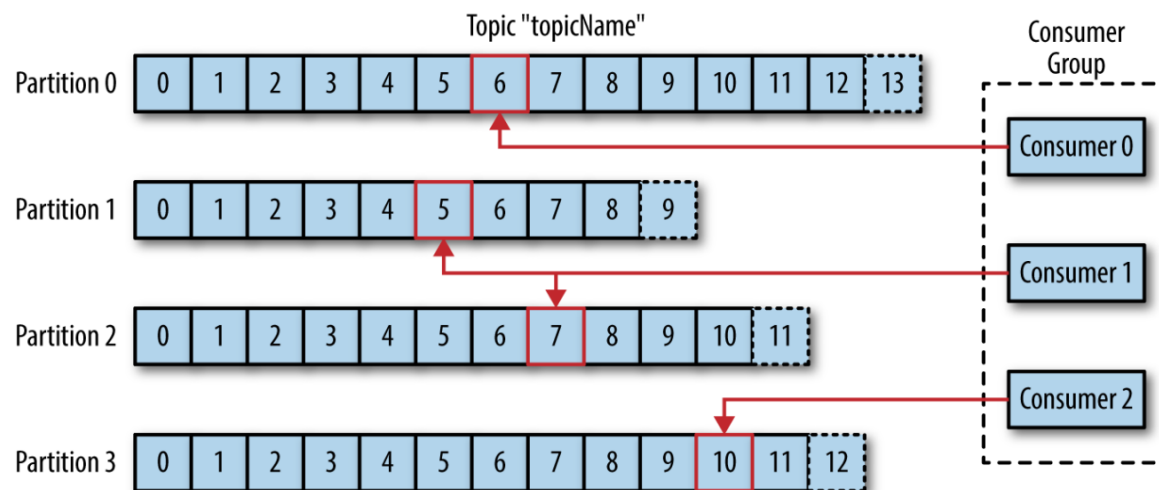 Topic "topicName"
Consumer
Group
Partition 0 0 1 2 3 4 5 6 7 8 9 10 11 12 13
Consumer 0
Partition 1 0 1 2 3 4 5 6 7 8 9
Consumer 1
Partition 2 0 1 2 3 4 5 6 7 8 9 10 11
Consumer 2
Partition 3 0 1 2 3 4 5 6 7 8 9 10 11 12